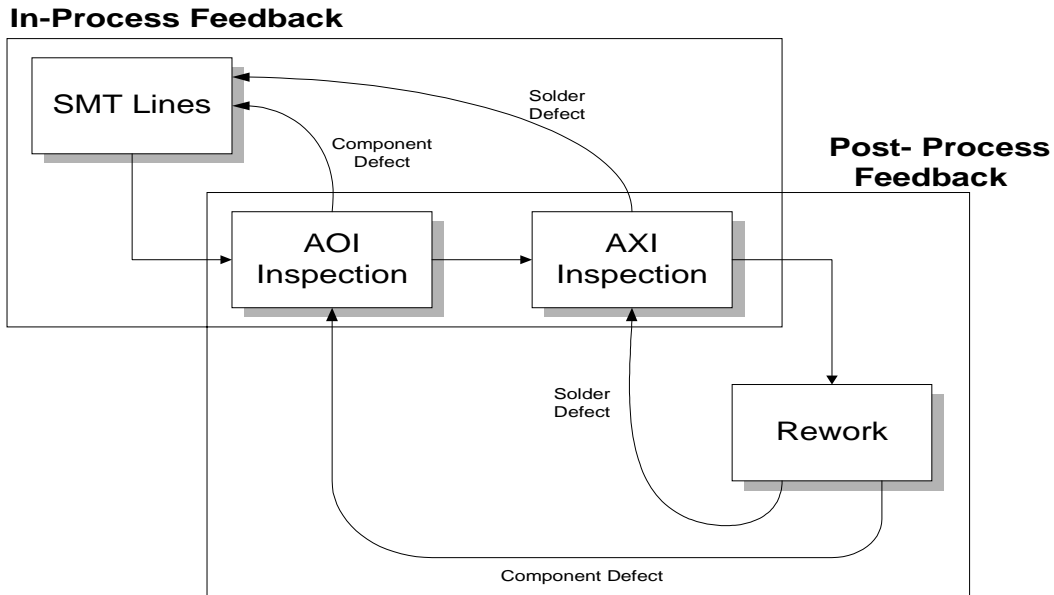 In-Process Feedback
SMT Lines
Solder
Defect
Component
Defect
Post- Process
Feedback
AOI
Inspection
AXI
Inspection
Solder
Defect
Rework
Component Defect